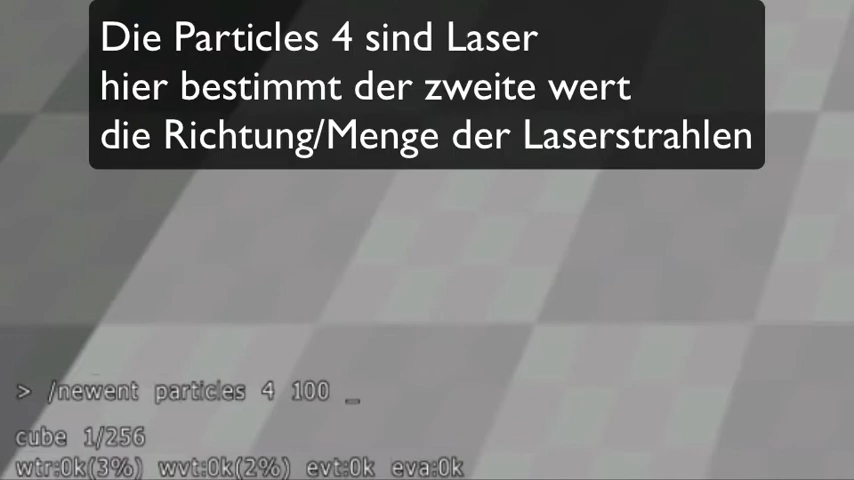 Die Particles 4 sind Laser
hier bestimmt der zweite wert
die Richtung/Menge der Laserstrahlen
> /newent particles 4 100 _
cube 1/256
wtr:0k(3%) wvt:0k(2%) evt:0k eva:0k